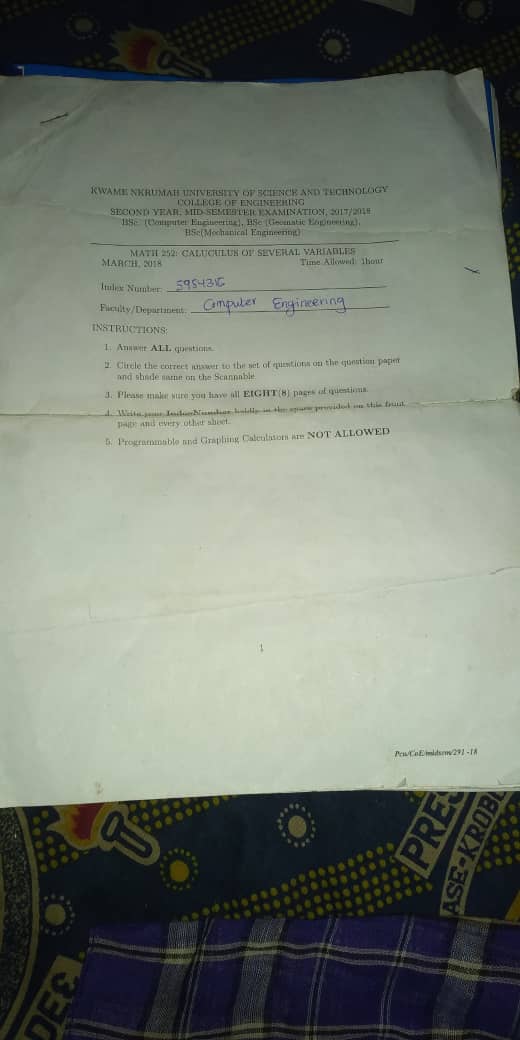 KWAME NKRUMAH UNIVERSITY OF SCIENCE AND TECHNOLOGY
COLLEGE OF ENGINEERING
SECOND YEAR, MID-SEMESTER EXAMINATION, 2017/2018
BSc. (Computer Engineering), BSc (Geomatic Engineering),
BSc(Mechanical Engineering)
MATH 252: CALUCULUS OF SEVERAL VARIABLES
MARCH, 2018 Time Allowed: 1hour
Index Number: 5954316
Faculty/Department: Computer Engineering
INSTRUCTIONS:
1. Answer ALL questions.
2. Circle the correct answer to the set of questions on the question paper
and shade same on the Scannable
3. Please make sure you have all EIGHT(8) pages of questions.
4. Write your IndexNumber boldly in the space provided on this front
page and every other sheet.
5. Programmable and Graphing Calculators are NOT ALLOWED
1
/CoE/midsem/291 -18
PRE
ASE-KROB
DEC